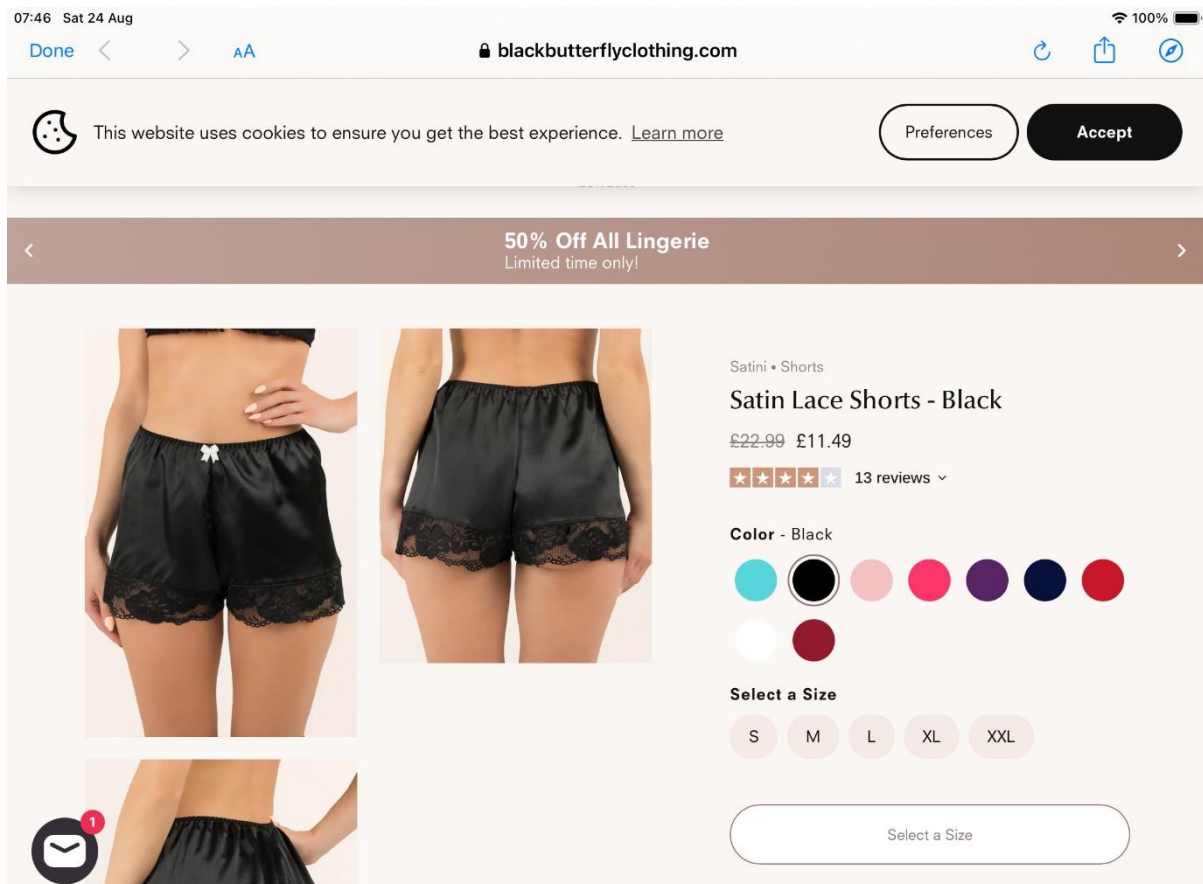 07:46 Sat 24 Aug
100%
Done
AA
blackbutterflyclothing.com
This website uses cookies to ensure you get the best experience. Learn more
Preferences
Accept
50% Off All Lingerie
Limited time only!
Satini • Shorts
Satin Lace Shorts - Black
£22.99 £11.49
13 reviews
Color - Black
Select a Size
S M L XL XXL
Select a Size
1